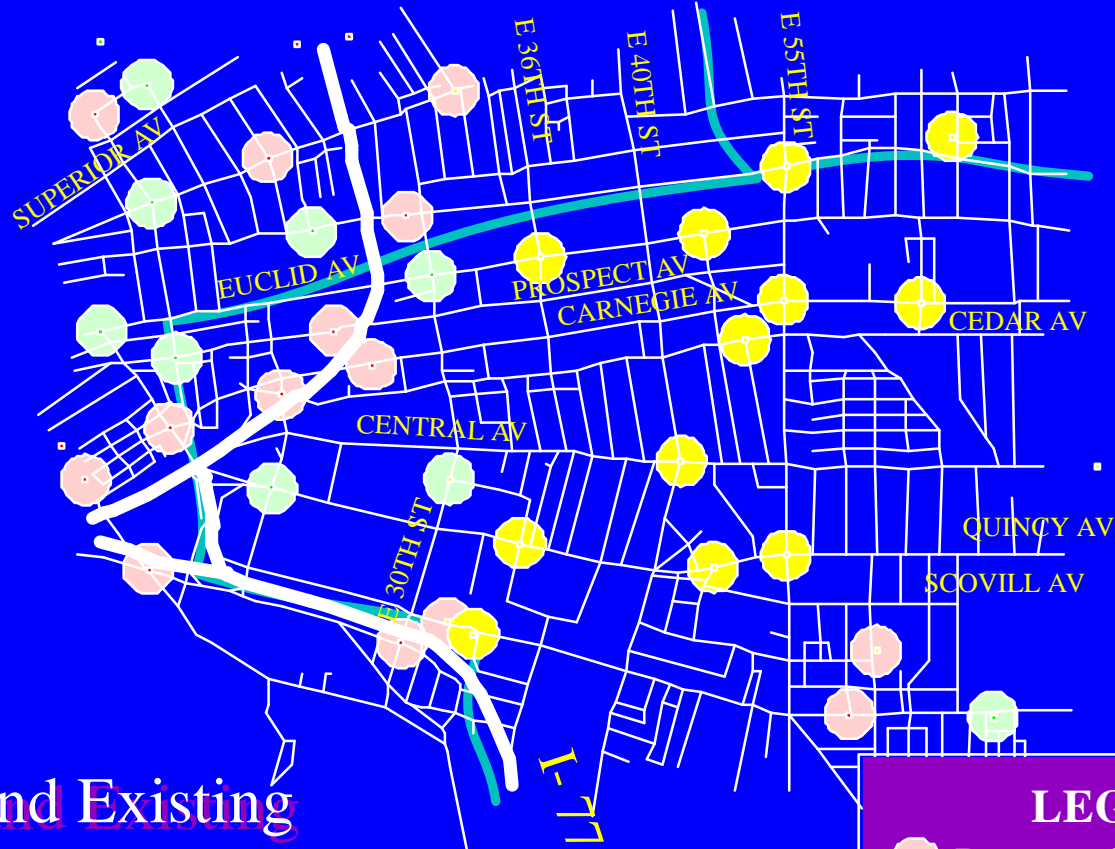 E 36TH ST
E 40TH ST
E 55TH ST
SUPERIOR AV
EUCLID AV
PROSPECT AV
CARNEGIE AV
CEDAR AV
CENTRAL AV
QUINCY AV
E 30TH ST
SCOVILL AV
I-77
nd Existing
LEG